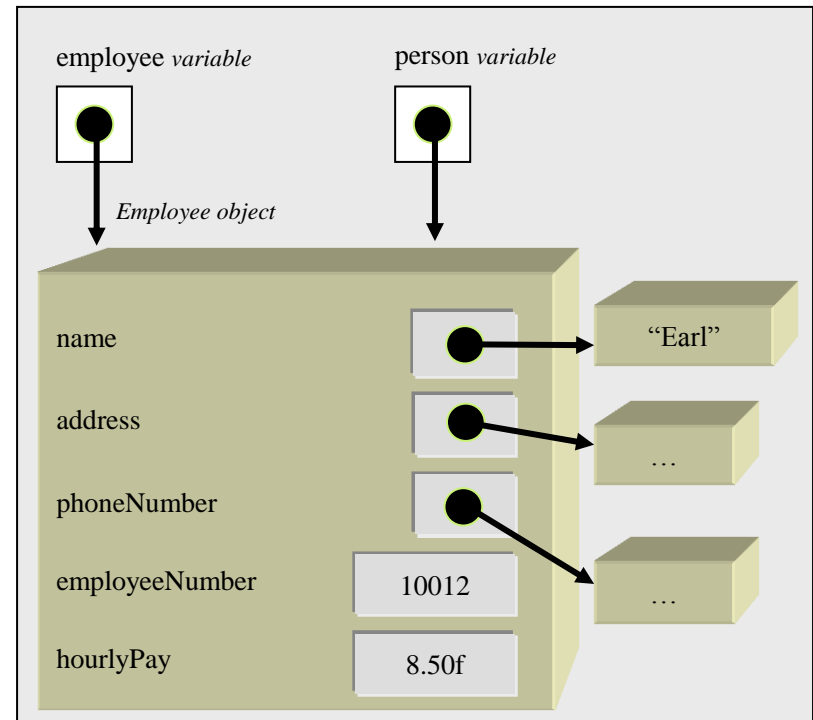 employee variable person variable
Employee object
name
“Earl”
address
…
phoneNumber
employeeNumber 10012
…
hourlyPay 8.50f